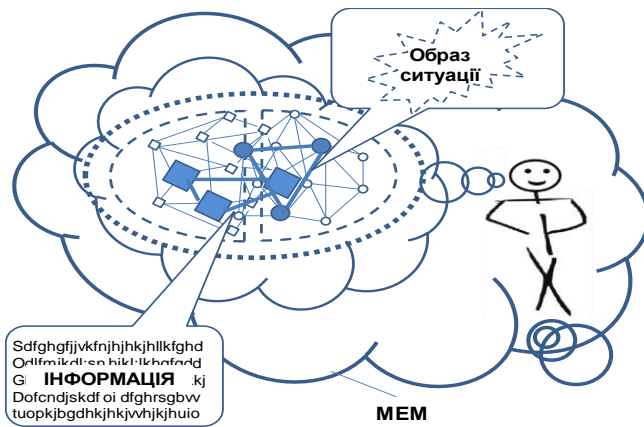 Образ
ситуації
Sdfghgfjjvkfnjhjhkjhllkfghd
ІНФОРМАЦІЯ
Dofcndjskdf oi dfghrsgbvv
tuopkjbgdhkjhkjvvhjkjhuio
МЕМ